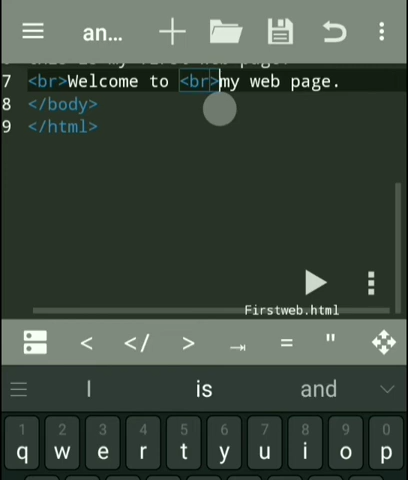 an...
7 <br>Welcome to <br>my web page.
8 </body>
9 </html>
Firstweb.html
< </ > = "
I is and
1 2 3 4 5 6 7 8 9 0
q w e r t y u i o p